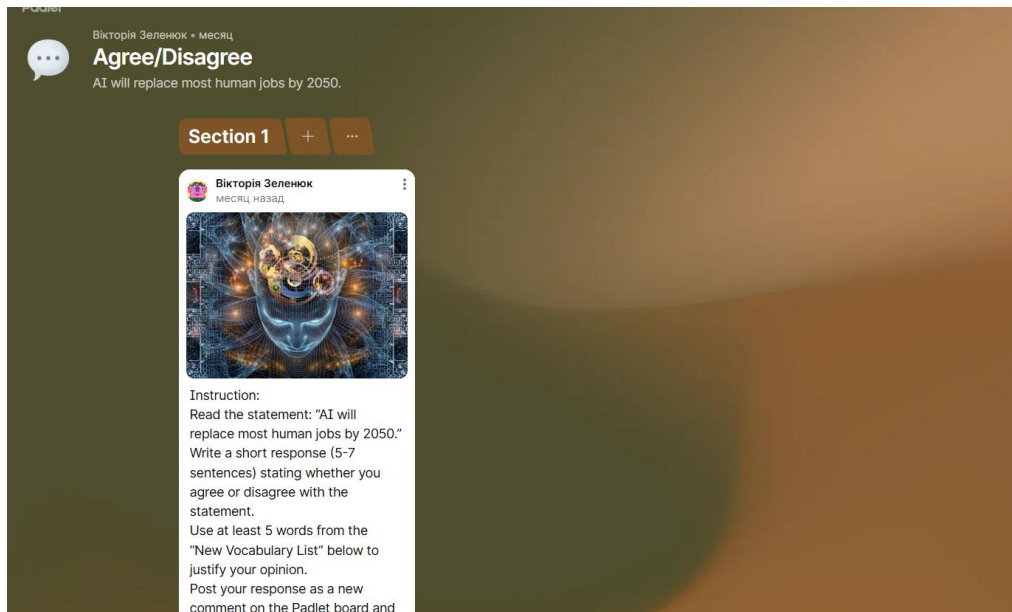 Padlet
Вікторія Зеленюк • месяц
Agree/Disagree
AI will replace most human jobs by 2050.
Section 1
Вікторія Зеленюк
месяц назад
Instruction:
Read the statement: “AI will
replace most human jobs by 2050.”
Write a short response (5-7
sentences) stating whether you
agree or disagree with the
statement.
Use at least 5 words from the
“New Vocabulary List” below to
justify your opinion.
Post your response as a new
comment on the Padlet board and